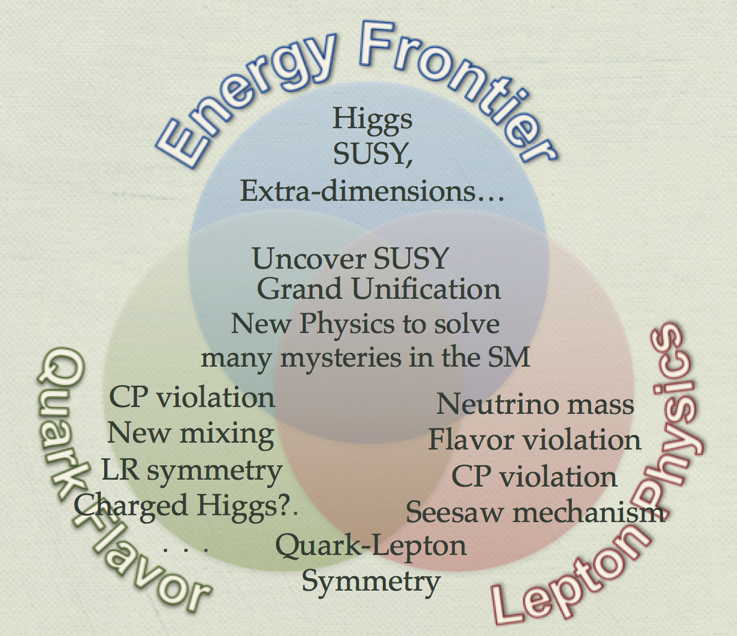 Energy Frontier
Higgs
SUSY,
Extra-dimensions...
Uncover SUSY
Grand Unification
New Physics to solve
many mysteries in the SM
CP violation
New mixing
LR symmetry
Charged Higgs?.
. . .
Neutrino mass
Flavor violation
CP violation
Seesaw mechanism
Quark-Lepton
Symmetry
Quark Flavor
Lepton Physics